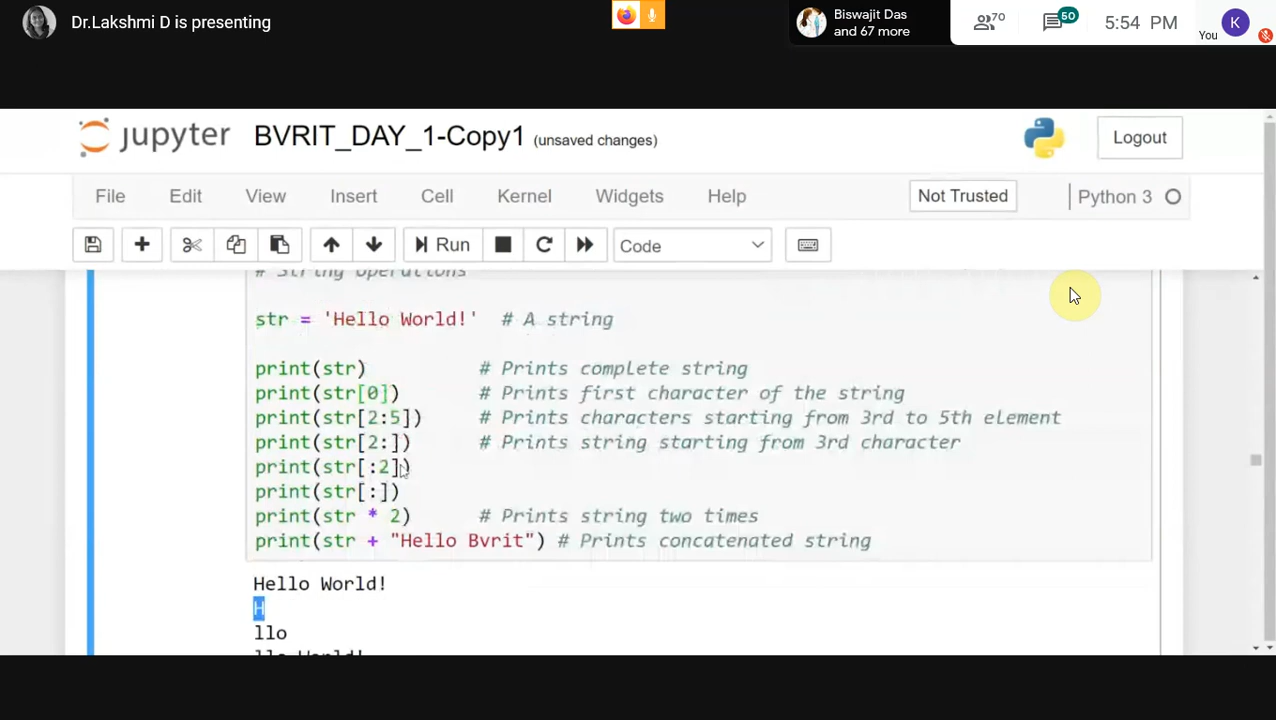 Dr.Lakshmi D is presenting
Biswajit Das
and 67 more
70
50
5:54 PM
You
K
jupyter BVRIT_DAY_1-Copy1 (unsaved changes)
Logout
File Edit View Insert Cell Kernel Widgets Help
Not Trusted
Python 3
Run
Code
# String Operations
str = 'Hello World!' # A string
print(str) # Prints complete string
print(str[0]) # Prints first character of the string
print(str[2:5]) # Prints characters starting from 3rd to 5th element
print(str[2:]) # Prints string starting from 3rd character
print(str[:2])
print(str[:])
print(str * 2) # Prints string two times
print(str + "Hello Bvrit") # Prints concatenated string
Hello World!
H
llo
llo World!